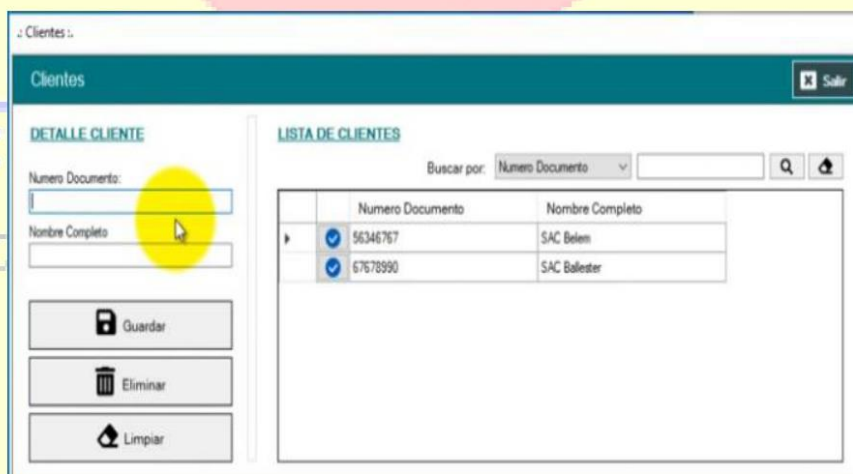 .: Clientes :.
Clientes
Salir
DETALLE CLIENTE
LISTA DE CLIENTES
Buscar por: Numero Documento
Numero Documento:
Nombre Completo
Numero Documento Nombre Completo
56346767 SAC Belem
67678990 SAC Ballester
Guardar
Eliminar
Limpiar